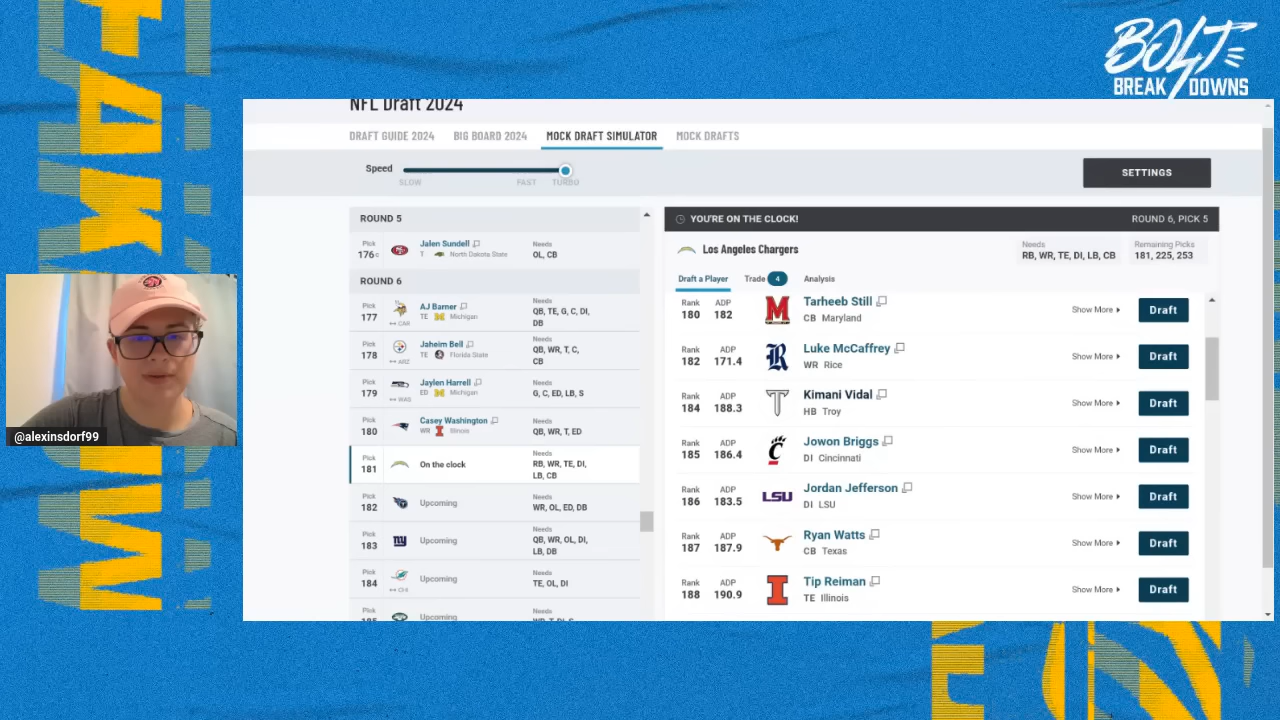 BOLT
BREAK DOWNS
NFL Draft 2024
DRAFT GUIDE 2024 BIG BOARD 2024 MOCK DRAFT SIMULATOR MOCK DRAFTS
Speed
SLOW FAST TURBO
SETTINGS
ROUND 5
Pick 176 Jalen Sundell T North Dakota State Needs OL, CB
ROUND 6
Pick 177 AJ Barner TE Michigan Needs QB, TE, G, C, DI, DB
CAR
Pick 178 Jaheim Bell TE Florida State Needs QB, WR, T, C, CB
ARZ
Pick 179 Jaylen Harrell ED Michigan Needs G, C, ED, LB, S
WAS
Pick 180 Casey Washington WR Illinois Needs QB, WR, T, ED
Pick 181 On the clock Needs RB, WR, TE, DI, LB, CB
Pick 182 Upcoming Needs WR, OL, ED, DB
Pick 183 Upcoming Needs QB, WR, OL, DI, LB, DB
Pick 184 Upcoming Needs TE, OL, DI
CHI
Pick 185 Upcoming Needs
YOU'RE ON THE CLOCK! ROUND 6, PICK 5
Los Angeles Chargers
Needs RB, WR, TE, DI, LB, CB
Remaining Picks 181, 225, 253
Draft a Player Trade 4 Analysis
Rank 180 ADP 182 M Tarheeb Still CB Maryland Show More Draft
Rank 182 ADP 171.4 R Luke McCaffrey WR Rice Show More Draft
Rank 184 ADP 188.3 T Kimani Vidal HB Troy Show More Draft
Rank 185 ADP 186.4 C Jowon Briggs DI Cincinnati Show More Draft
Rank 186 ADP 183.5 LSU Jordan Jefferson DI LSU Show More Draft
Rank 187 ADP 187.9 Ryan Watts CB Texas Show More Draft
Rank 188 ADP 190.9 I Tip Reiman TE Illinois Show More Draft
@alexinsdorf99